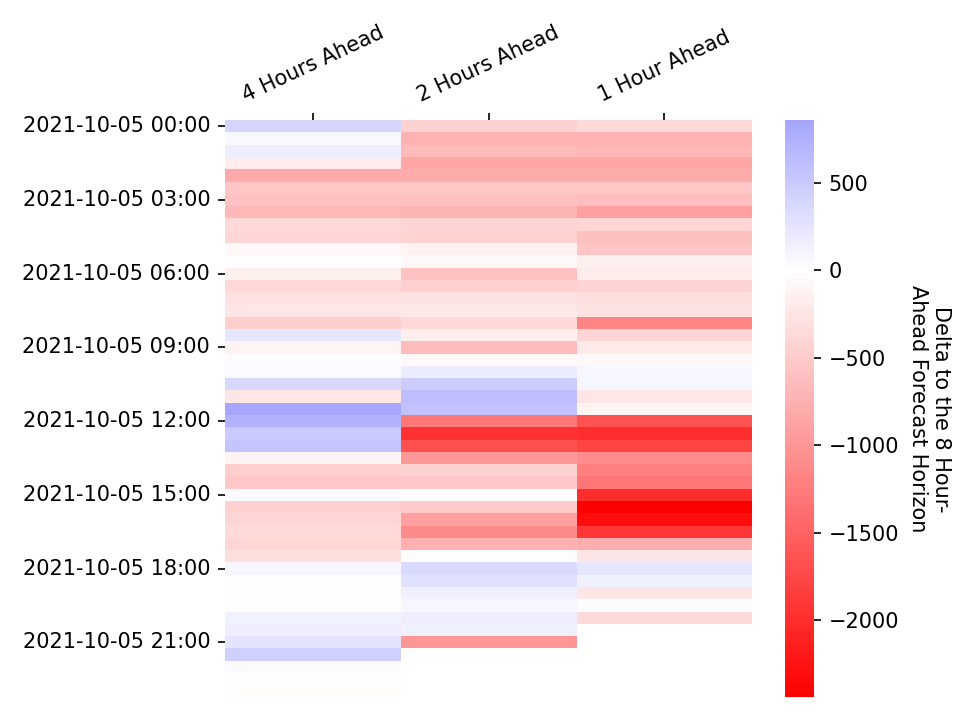 4 Hours Ahead
2 Hours Ahead
1 Hour Ahead
2021-10-05 00:00
2021-10-05 03:00
2021-10-05 06:00
2021-10-05 09:00
2021-10-05 12:00
2021-10-05 15:00
2021-10-05 18:00
2021-10-05 21:00
500
0
−500
−1000
−1500
−2000
Delta to the 8 Hour-
Ahead Forecast Horizon